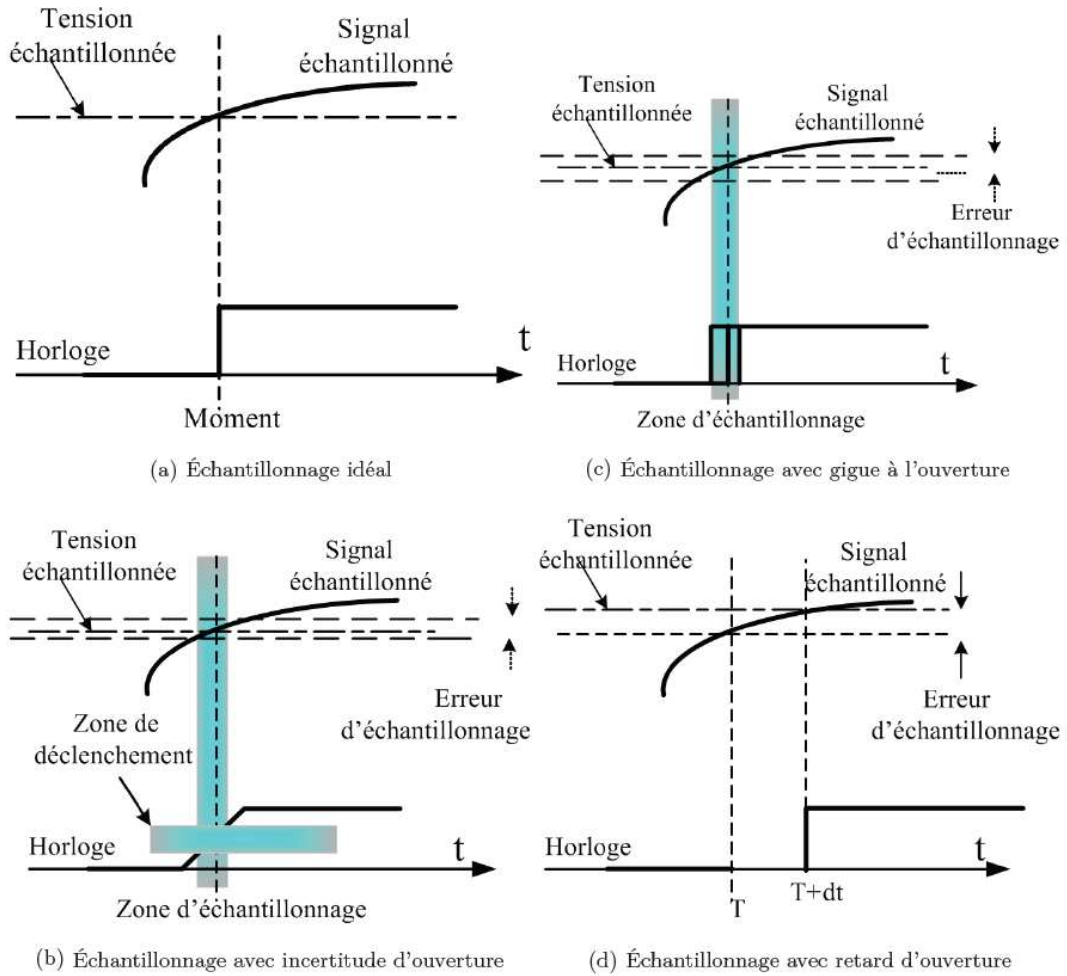 Tension
échantillonnée
Signal
échantillonné
Horloge
t
Moment
(a) Échantillonnage idéal
Tension
échantillonnée
Signal
échantillonné
Erreur
d'échantillonnage
Horloge
t
Zone d'échantillonnage
(c) Échantillonnage avec gigue à l'ouverture
Tension
échantillonnée
Signal
échantillonné
Erreur
d'échantillonnage
Zone de
déclenchement
Horloge
t
Zone d'échantillonnage
(b) Échantillonnage avec incertitude d'ouverture
Tension
échantillonnée
Signal
échantillonné
Erreur
d'échantillonnage
Horloge
t
T
T+dt
(d) Échantillonnage avec retard d'ouverture